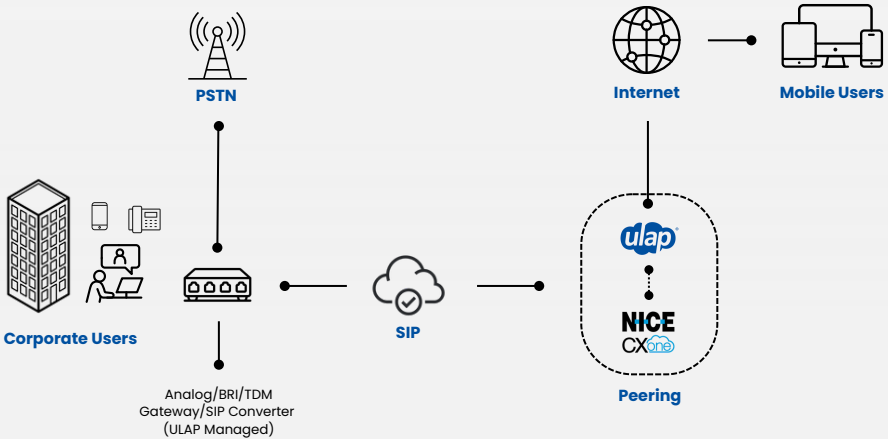 PSTN
Internet
Mobile Users
ulap
NICE
CXone
Corporate Users
SIP
Peering
Analog/BRI/TDM
Gateway/SIP Converter
(ULAP Managed)